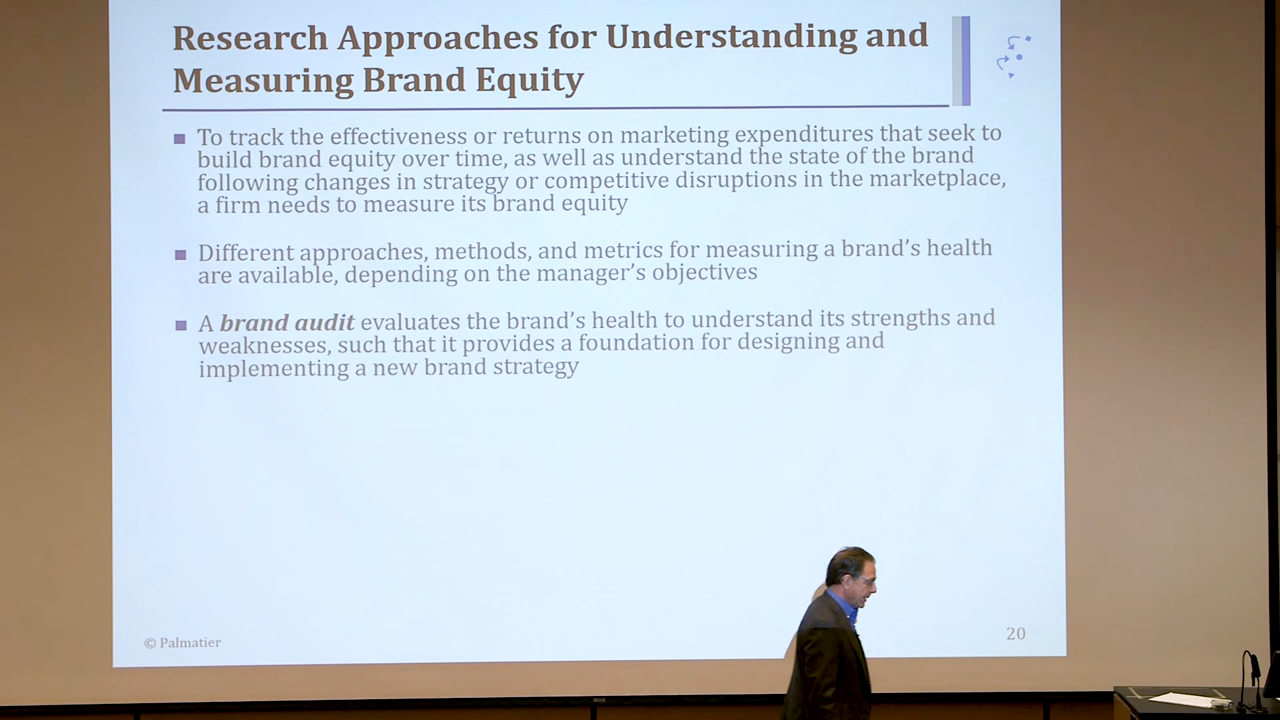 Research Approaches for Understanding and
Measuring Brand Equity
To track the effectiveness or returns on marketing expenditures that seek to
build brand equity over time, as well as understand the state of the brand
following changes in strategy or competitive disruptions in the marketplace,
a firm needs to measure its brand equity
Different approaches, methods, and metrics for measuring a brand’s health
are available, depending on the manager’s objectives
A brand audit evaluates the brand’s health to understand its strengths and
weaknesses, such that it provides a foundation for designing and
implementing a new brand strategy
© Palmatier
20